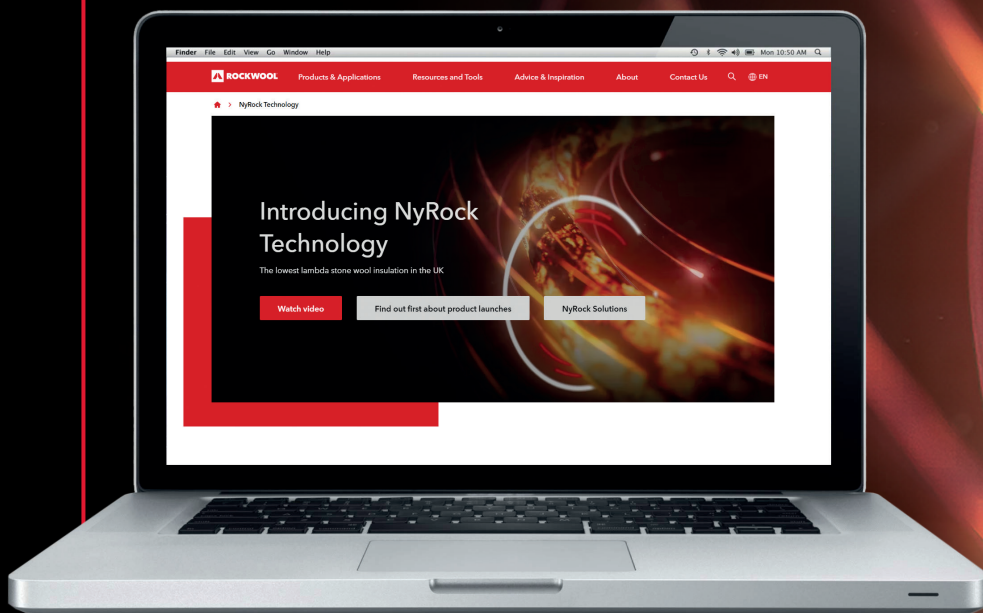 Finder File Edit View Go Window Help Mon 10:50 AM
ROCKWOOL Products & Applications Resources and Tools Advice & Inspiration About Contact Us EN
> NyRock Technology
Introducing NyRock
Technology
The lowest lambda stone wool insulation in the UK
Watch video Find out first about product launches NyRock Solutions